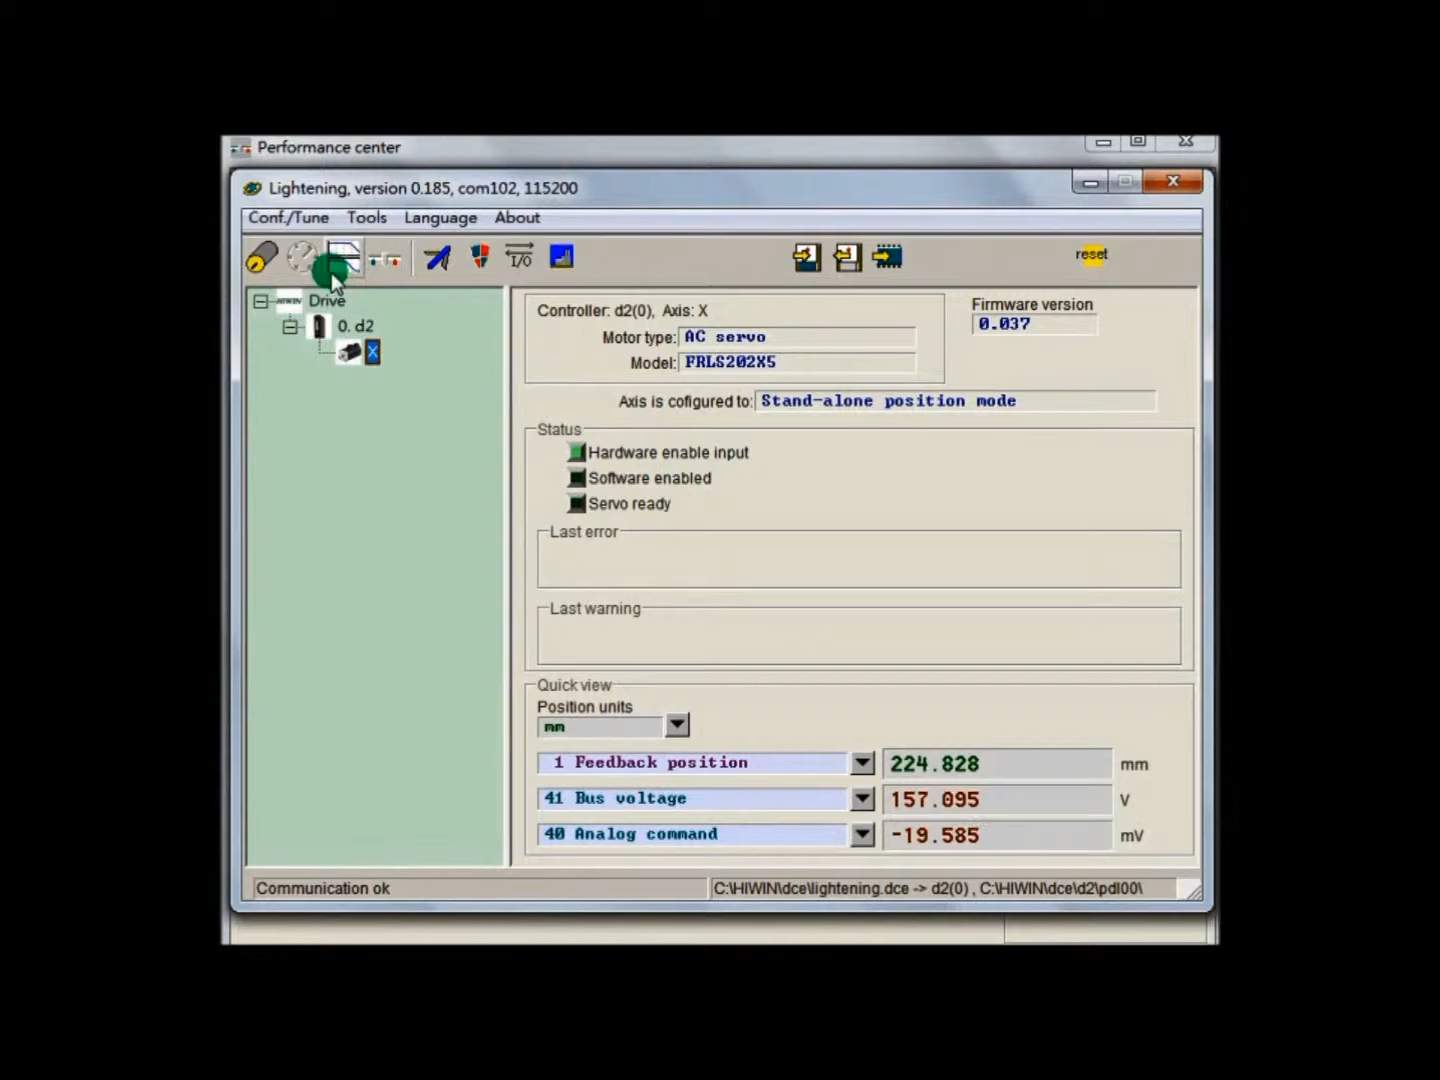 Performance center
Lightening, version 0.185, com102, 115200
Conf./Tune Tools Language About
I/O reset
HIWIN Drive
0. d2
X
Controller: d2(0), Axis: X
Motor type: AC servo
Model: FRLS202X5
Firmware version
0.037
Axis is cofigured to: Stand-alone position mode
Status
Hardware enable input
Software enabled
Servo ready
Last error
Last warning
Quick view
Position units
mm
1 Feedback position 224.828 mm
41 Bus voltage 157.095 V
40 Analog command -19.585 mV
Communication ok C:\HIWIN\dce\lightening.dce -> d2(0) , C:\HIWIN\dce\d2\pdl00\